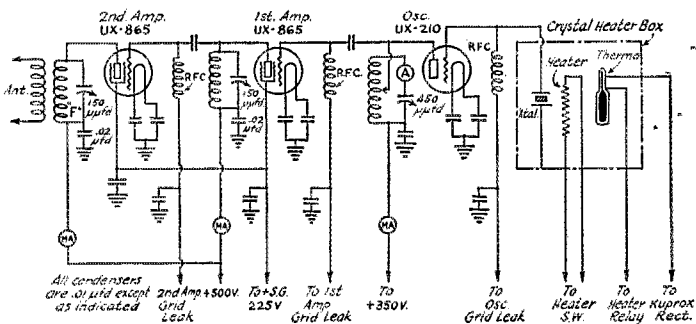 2nd. Amp.
UX-865
1st. Amp.
UX-865
Osc.
UX-210
Crystal Heater Box
Heater
Thermo.
RFC
RFC.
RFC.
Ant.
F
150
μμfd
.02
μfd
150
μμfd
.02
μfd
A
450
μμfd
Xtal.
MA
MA
MA
All condensers
are .01 μfd except
as indicated
2nd Amp.
Grid
Leak
+500V.
To+S.G.
225V
To 1st
Amp
Grid Leak
To
+350V.
To
Osc.
Grid Leak
To
Heater
S.W.
To
Heater
Relay
To
Kuprox
Rect.